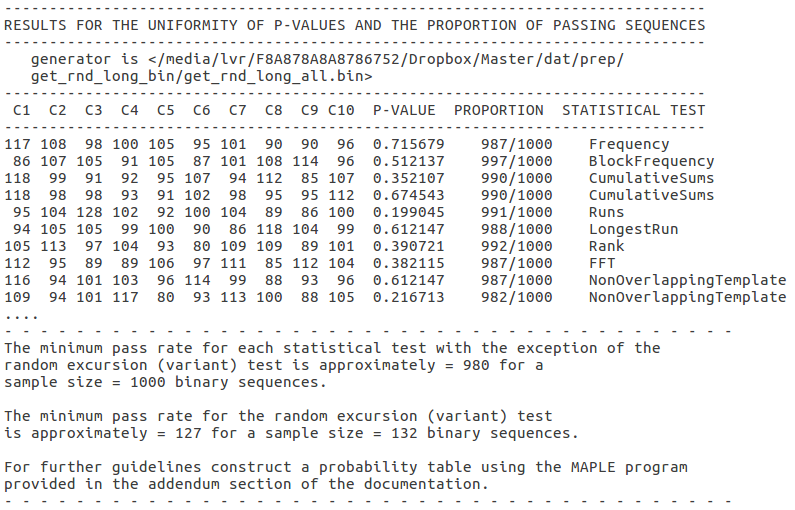 ------------------------------------------------------------------------------
RESULTS FOR THE UNIFORMITY OF P-VALUES AND THE PROPORTION OF PASSING SEQUENCES
------------------------------------------------------------------------------
   generator is </media/lvr/F8A878A8A8786752/Dropbox/Master/dat/prep/
   get_rnd_long_bin/get_rnd_long_all.bin>
------------------------------------------------------------------------------
 C1  C2  C3  C4  C5  C6  C7  C8  C9 C10  P-VALUE  PROPORTION  STATISTICAL TEST
------------------------------------------------------------------------------
117 108  98 100 105  95 101  90  90  96  0.715679    987/1000    Frequency
 86 107 105  91 105  87 101 108 114  96  0.512137    997/1000    BlockFrequency
118  99  91  92  95 107  94 112  85 107  0.352107    990/1000    CumulativeSums
118  98  98  93  91 102  98  95  95 112  0.674543    990/1000    CumulativeSums
 95 104 128 102  92 100 104  89  86 100  0.199045    991/1000    Runs
 94 105 105  99 100  90  86 118 104  99  0.612147    988/1000    LongestRun
105 113  97 104  93  80 109 109  89 101  0.390721    992/1000    Rank
112  95  89  89 106  97 111  85 112 104  0.382115    987/1000    FFT
116  94 101 103  96 114  99  88  93  96  0.612147    987/1000    NonOverlappingTemplate
109  94 101 117  80  93 113 100  88 105  0.216713    982/1000    NonOverlappingTemplate
....
- - - - - - - - - - - - - - - - - - - - - - - - - - - - - - - - - - - - - - - - -
The minimum pass rate for each statistical test with the exception of the
random excursion (variant) test is approximately = 980 for a
sample size = 1000 binary sequences.

The minimum pass rate for the random excursion (variant) test
is approximately = 127 for a sample size = 132 binary sequences.

For further guidelines construct a probability table using the MAPLE program
provided in the addendum section of the documentation.
- - - - - - - - - - - - - - - - - - - - - - - - - - - - - - - - - - - - - - - - -